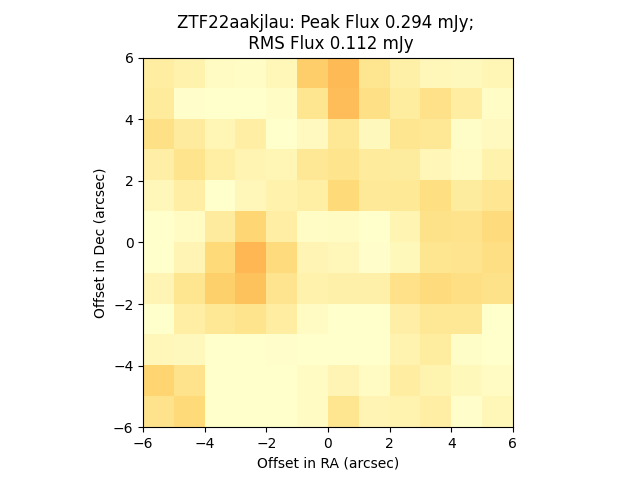 ZTF22aakjlau: Peak Flux 0.294 mJy;
RMS Flux 0.112 mJy
6
4
2
0
−2
−4
−6
Offset in Dec (arcsec)
−6 −4 −2 0 2 4 6
Offset in RA (arcsec)